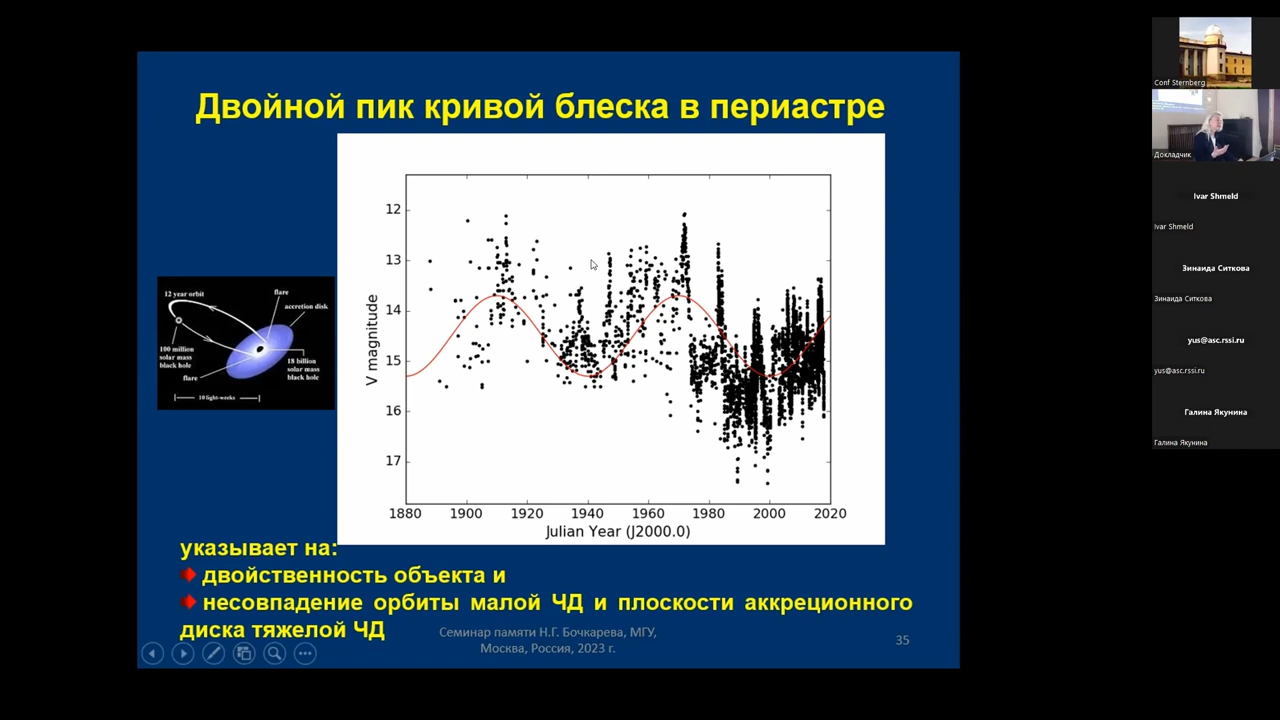 Двойной пик кривой блеска в периастре
12
13
14
15
16
17
V magnitude
1880 1900 1920 1940 1960 1980 2000 2020
Julian Year (J2000.0)
12 year orbit
flare
accretion disk
100 million
solar mass
black hole
18 billion
solar mass
black hole
flare
10 light-weeks
указывает на:
двойственность объекта и
несовпадение орбиты малой ЧД и плоскости аккреционного
диска тяжелой ЧД
Семинар памяти Н.Г. Бочкарева, МГУ,
Москва, Россия, 2023 г.
35
Conf Sternberg
Докладчик
Ivar Shmeld
Ivar Shmeld
Зинаида Ситкова
Зинаида Ситкова
yus@asc.rssi.ru
yus@asc.rssi.ru
Галина Якунина
Галина Якунина